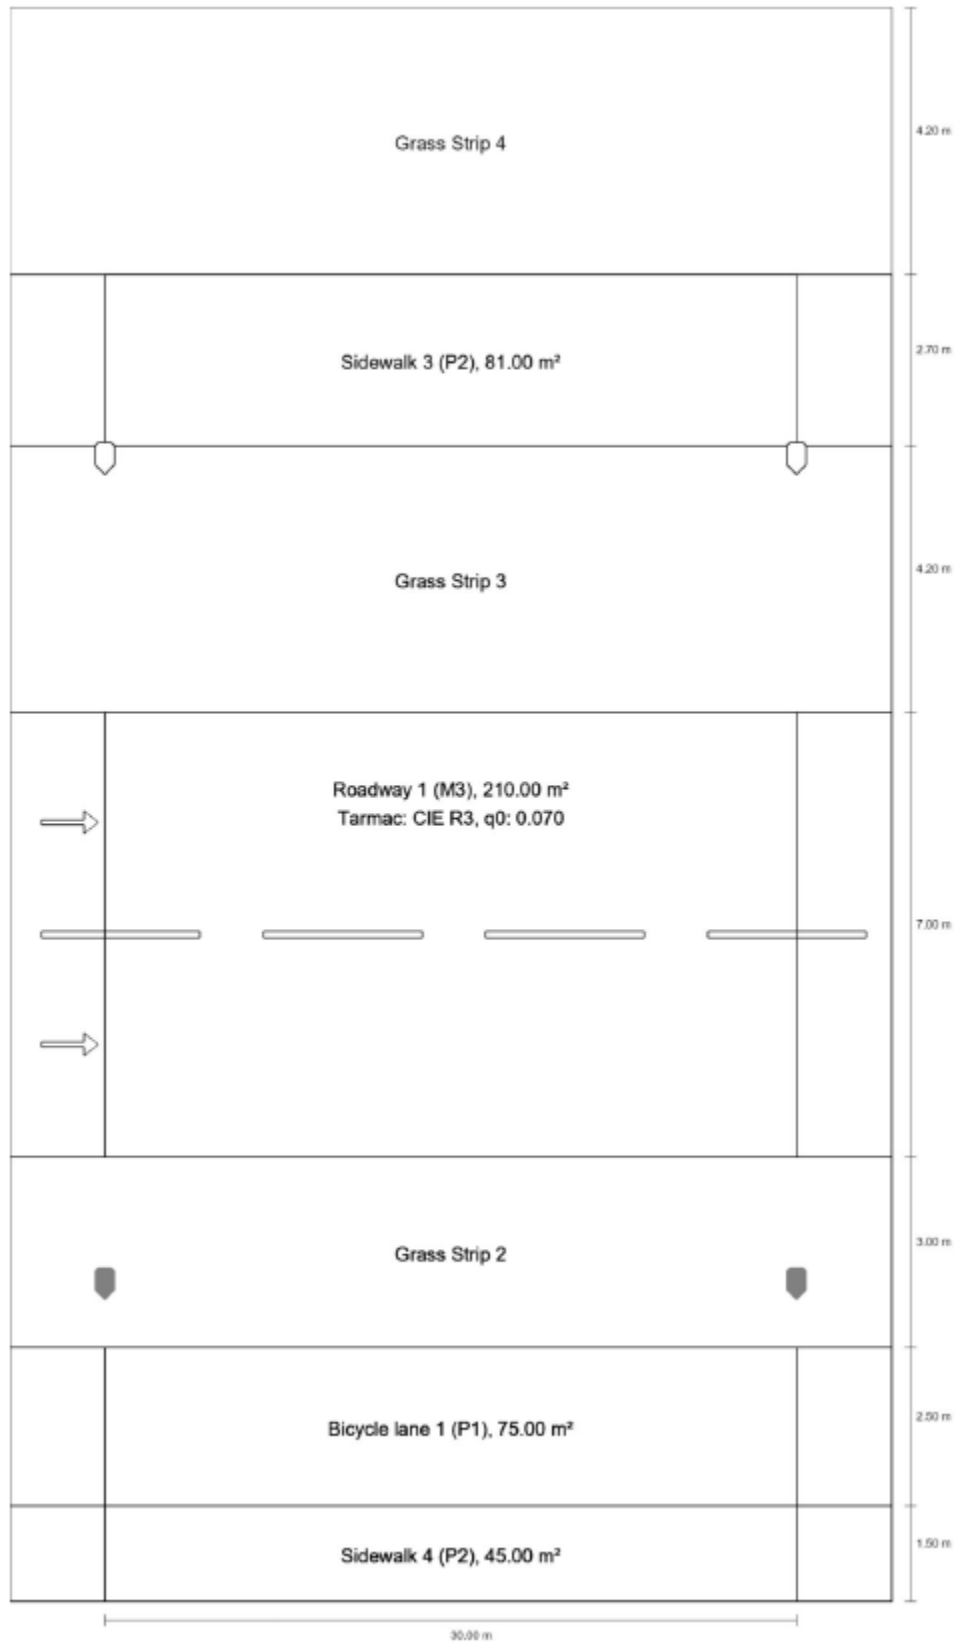 Grass Strip 4
4.20 m
Sidewalk 3 (P2), 81.00 m²
2.70 m
Grass Strip 3
4.20 m
Roadway 1 (M3), 210.00 m²
Tarmac: CIE R3, q0: 0.070
7.00 m
Grass Strip 2
3.00 m
Bicycle lane 1 (P1), 75.00 m²
2.50 m
Sidewalk 4 (P2), 45.00 m²
1.50 m
30.00 m